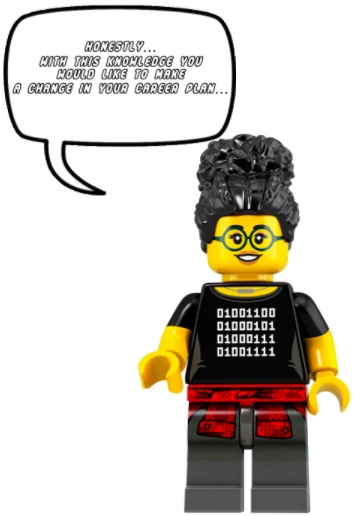 HONESTLY...
WITH THIS KNOWLEDGE YOU
WOULD LIKE TO MAKE
A CHANGE IN YOUR CAREER PLAN...
01001100
01000101
01000111
01001111